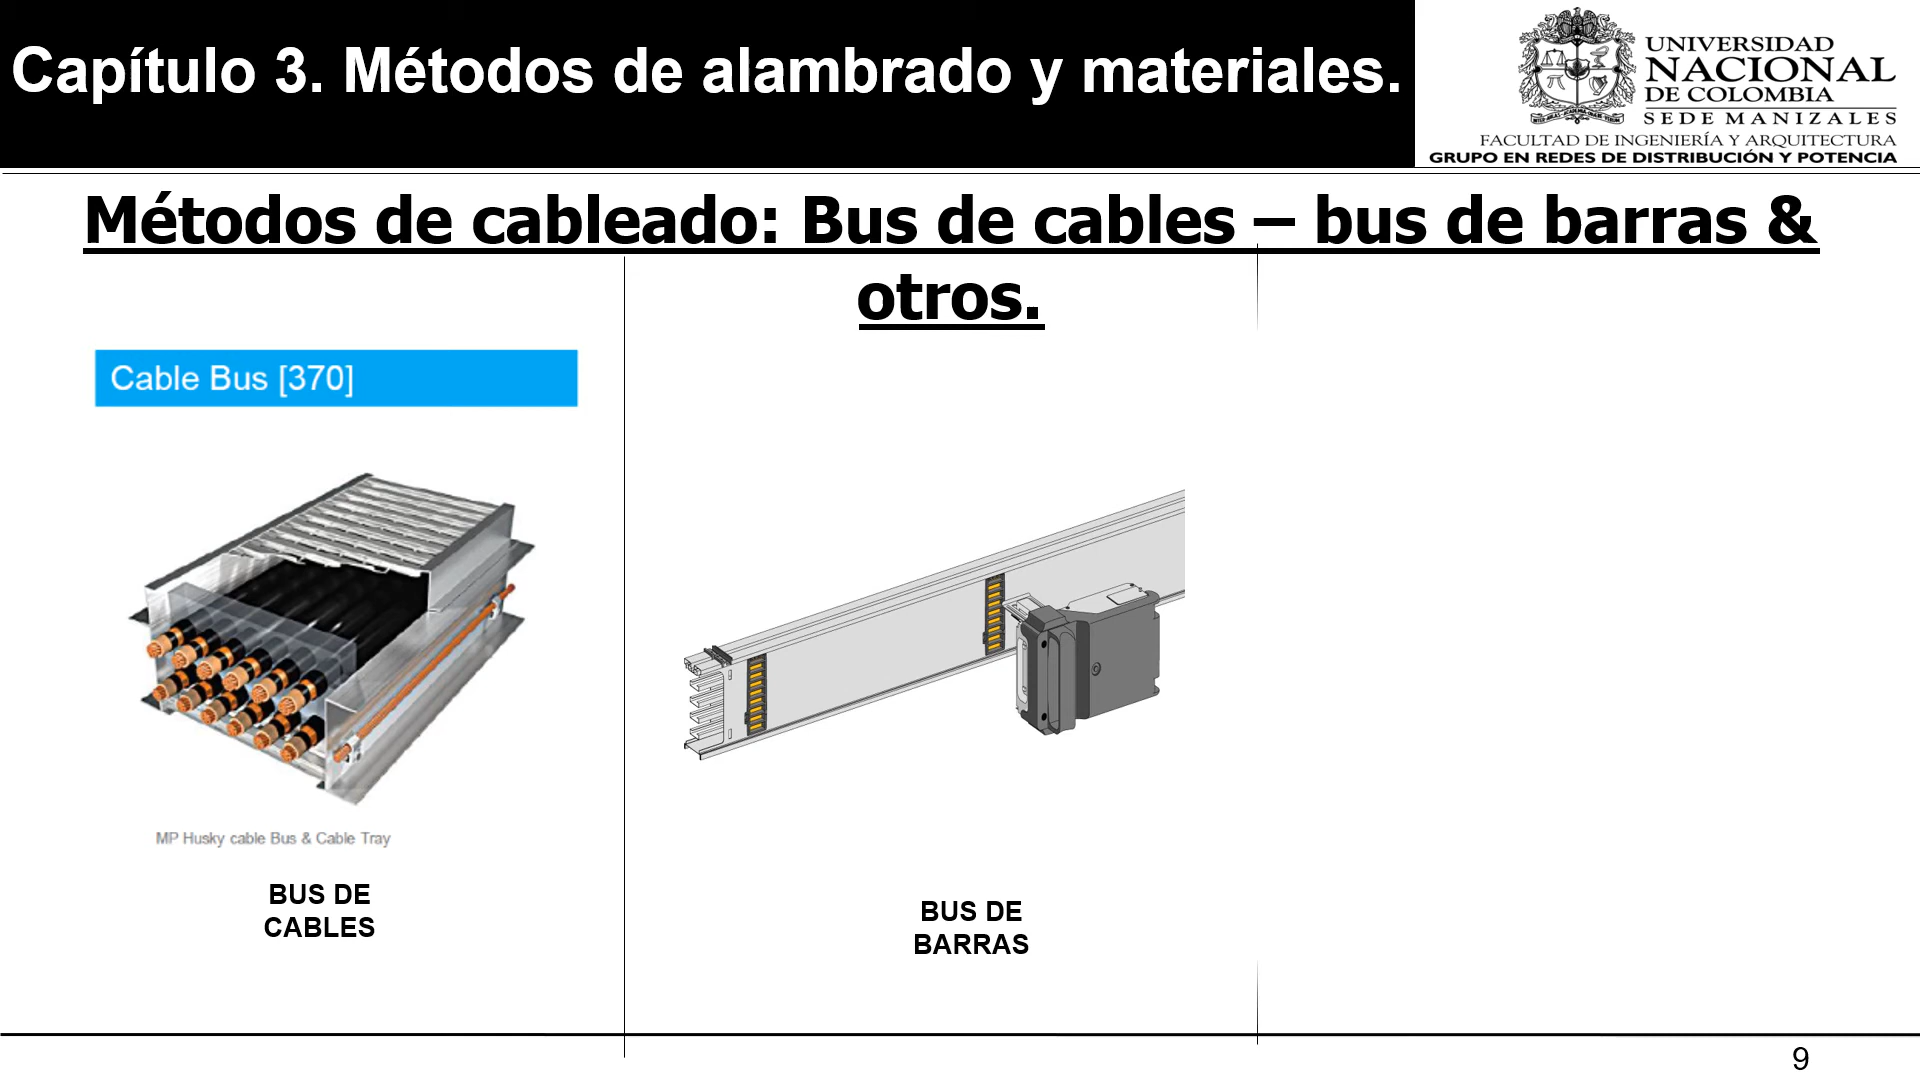 Capítulo 3. Métodos de alambrado y materiales.
UNIVERSIDAD
NACIONAL
DE COLOMBIA
SEDE MANIZALES
FACULTAD DE INGENIERÍA Y ARQUITECTURA
GRUPO EN REDES DE DISTRIBUCIÓN Y POTENCIA
Métodos de cableado: Bus de cables – bus de barras &
otros.
Cable Bus [370]
MP Husky cable Bus & Cable Tray
BUS DE
CABLES
BUS DE
BARRAS
9